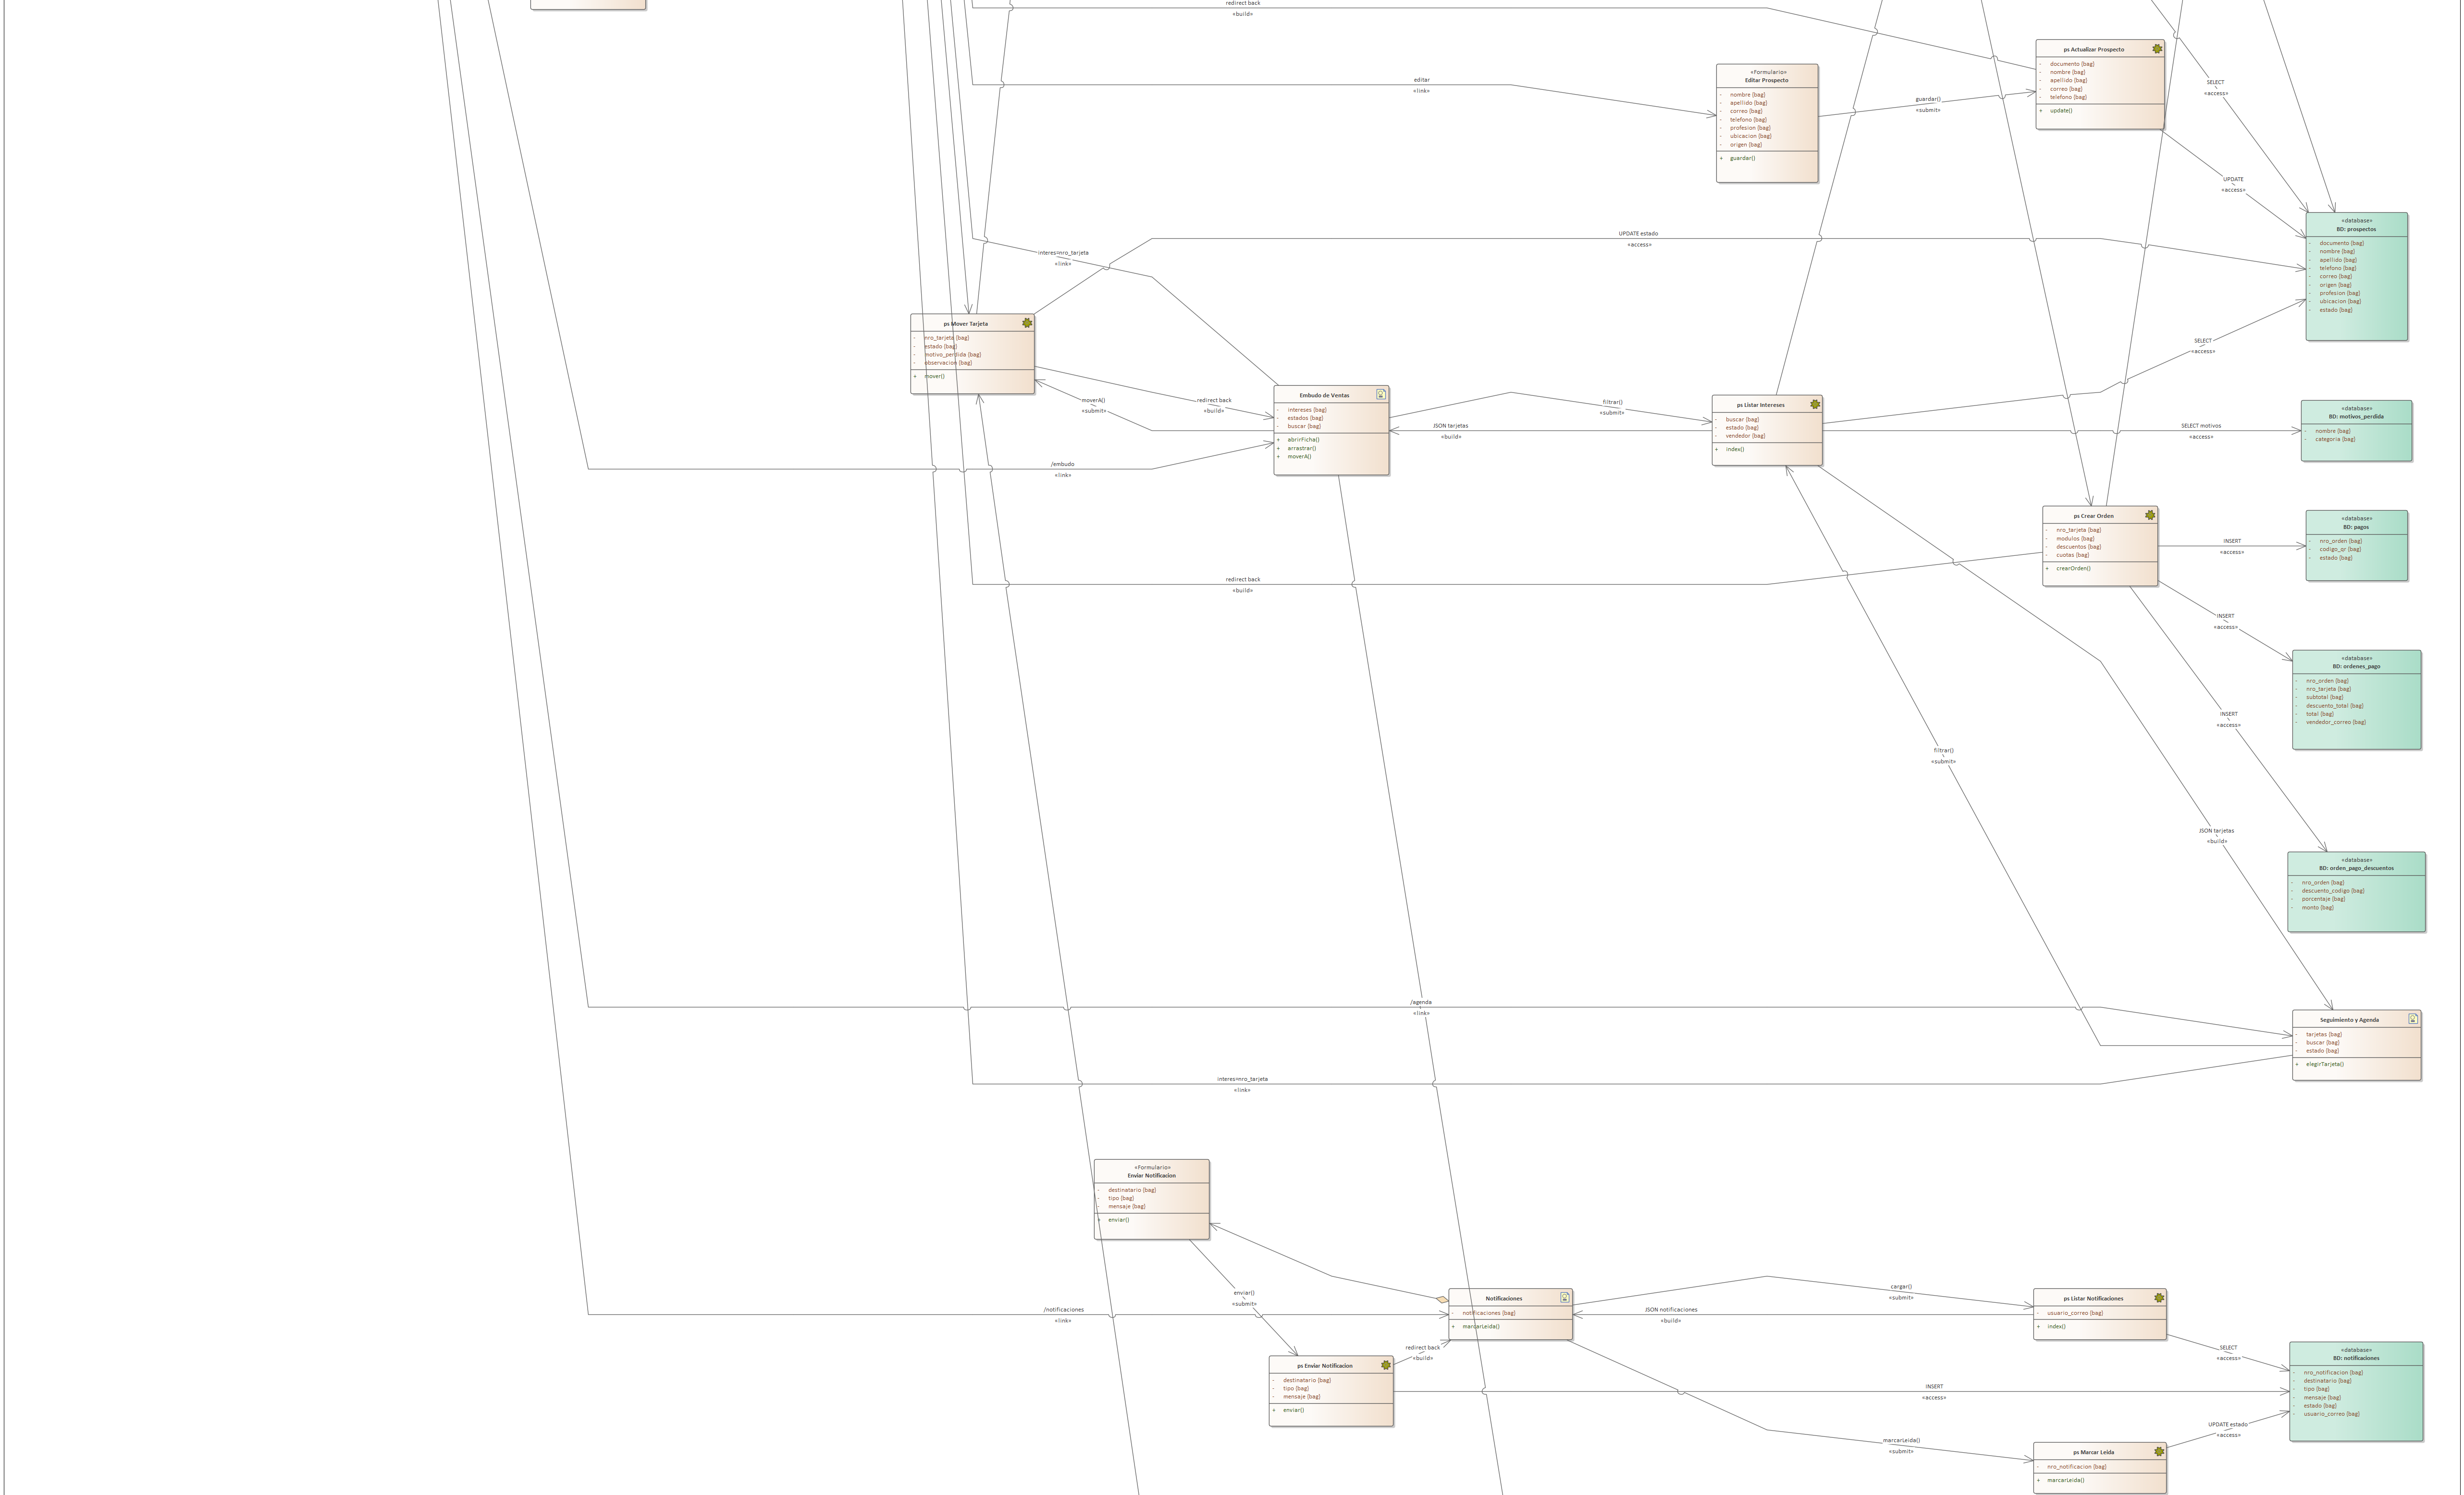 redirect back
«build»
ps Actualizar Prospecto
- documento {bag}
- nombre {bag}
- apellido {bag}
- correo {bag}
- telefono {bag}
+ update()
SELECT
«access»
editar
«link»
«Formulario»
Editar Prospecto
- nombre {bag}
- apellido {bag}
- correo {bag}
- telefono {bag}
- profesion {bag}
- ubicacion {bag}
- origen {bag}
+ guardar()
guardar()
«submit»
UPDATE
«access»
«database»
BD: prospectos
- documento {bag}
- nombre {bag}
- apellido {bag}
- telefono {bag}
- correo {bag}
- origen {bag}
- profesion {bag}
- ubicacion {bag}
- estado {bag}
UPDATE estado
«access»
interes=nro_tarjeta
«link»
ps Mover Tarjeta
- nro_tarjeta {bag}
- estado {bag}
- motivo_perdida {bag}
- observacion {bag}
+ mover()
SELECT
«access»
moverA()
«submit»
redirect back
«build»
Embudo de Ventas
- intereses {bag}
- estados {bag}
- buscar {bag}
+ abrirFicha()
+ arrastrar()
+ moverA()
filtrar()
«submit»
JSON tarjetas
«build»
ps Listar Intereses
- buscar {bag}
- estado {bag}
- vendedor {bag}
+ index()
SELECT motivos
«access»
«database»
BD: motivos_perdida
- nombre {bag}
- categoria {bag}
/embudo
«link»
ps Crear Orden
- nro_tarjeta {bag}
- modulos {bag}
- descuentos {bag}
- cuotas {bag}
+ crearOrden()
INSERT
«access»
«database»
BD: pagos
- nro_orden {bag}
- codigo_qr {bag}
- estado {bag}
redirect back
«build»
INSERT
«access»
«database»
BD: ordenes_pago
- nro_orden {bag}
- nro_tarjeta {bag}
- subtotal {bag}
- descuento_total {bag}
- total {bag}
- vendedor_correo {bag}
INSERT
«access»
filtrar()
«submit»
JSON tarjetas
«build»
«database»
BD: orden_pago_descuentos
- nro_orden {bag}
- descuento_codigo {bag}
- porcentaje {bag}
- monto {bag}
/agenda
«link»
Seguimiento y Agenda
- tarjetas {bag}
- buscar {bag}
- estado {bag}
+ elegirTarjeta()
interes=nro_tarjeta
«link»
«Formulario»
Enviar Notificacion
- destinatario {bag}
- tipo {bag}
- mensaje {bag}
+ enviar()
enviar()
«submit»
/notificaciones
«link»
Notificaciones
- notificaciones {bag}
+ marcarLeida()
cargar()
«submit»
JSON notificaciones
«build»
ps Listar Notificaciones
- usuario_correo {bag}
+ index()
redirect back
«build»
ps Enviar Notificacion
- destinatario {bag}
- tipo {bag}
- mensaje {bag}
+ enviar()
SELECT
«access»
INSERT
«access»
«database»
BD: notificaciones
- nro_notificacion {bag}
- destinatario {bag}
- tipo {bag}
- mensaje {bag}
- estado {bag}
- usuario_correo {bag}
UPDATE estado
«access»
marcarLeida()
«submit»
ps Marcar Leida
- nro_notificacion {bag}
+ marcarLeida()